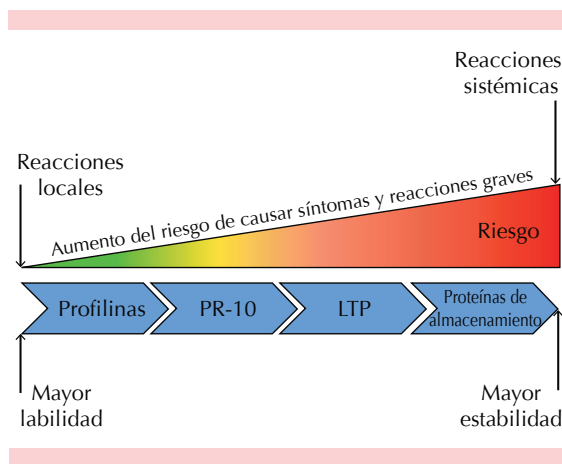 Reacciones
sistémicas
Reacciones
locales
Aumento del riesgo de causar síntomas y reacciones graves
Riesgo
Profilinas
PR-10
LTP
Proteínas de
almacenamiento
Mayor
labilidad
Mayor
estabilidad